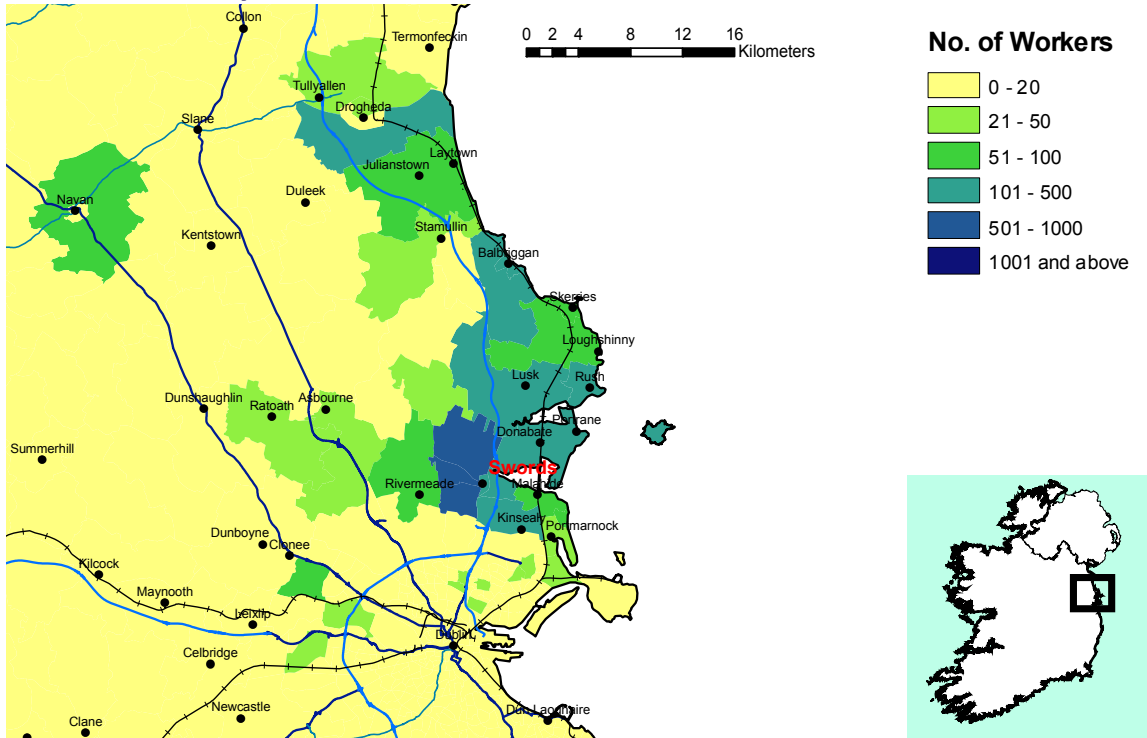 Collon
Termonfeckin
Tullyallen
Drogheda
Slane
Laytown
Julianstown
Duleek
Navan
Stamullin
Kentstown
Balbriggan
Skerries
Loughshinny
Lusk
Rush
Dunshaughlin
Ratoath
Asbourne
Portrane
Donabate
Summerhill
Swords
Rivermeade
Malahide
Kinsealy
Portmarnock
Dunboyne
Clonee
Kilcock
Maynooth
Leixlip
Dublin
Celbridge
Newcastle
Dún Laoghaire
Clane
0 2 4 8 12 16
Kilometers
No. of Workers
0 - 20
21 - 50
51 - 100
101 - 500
501 - 1000
1001 and above